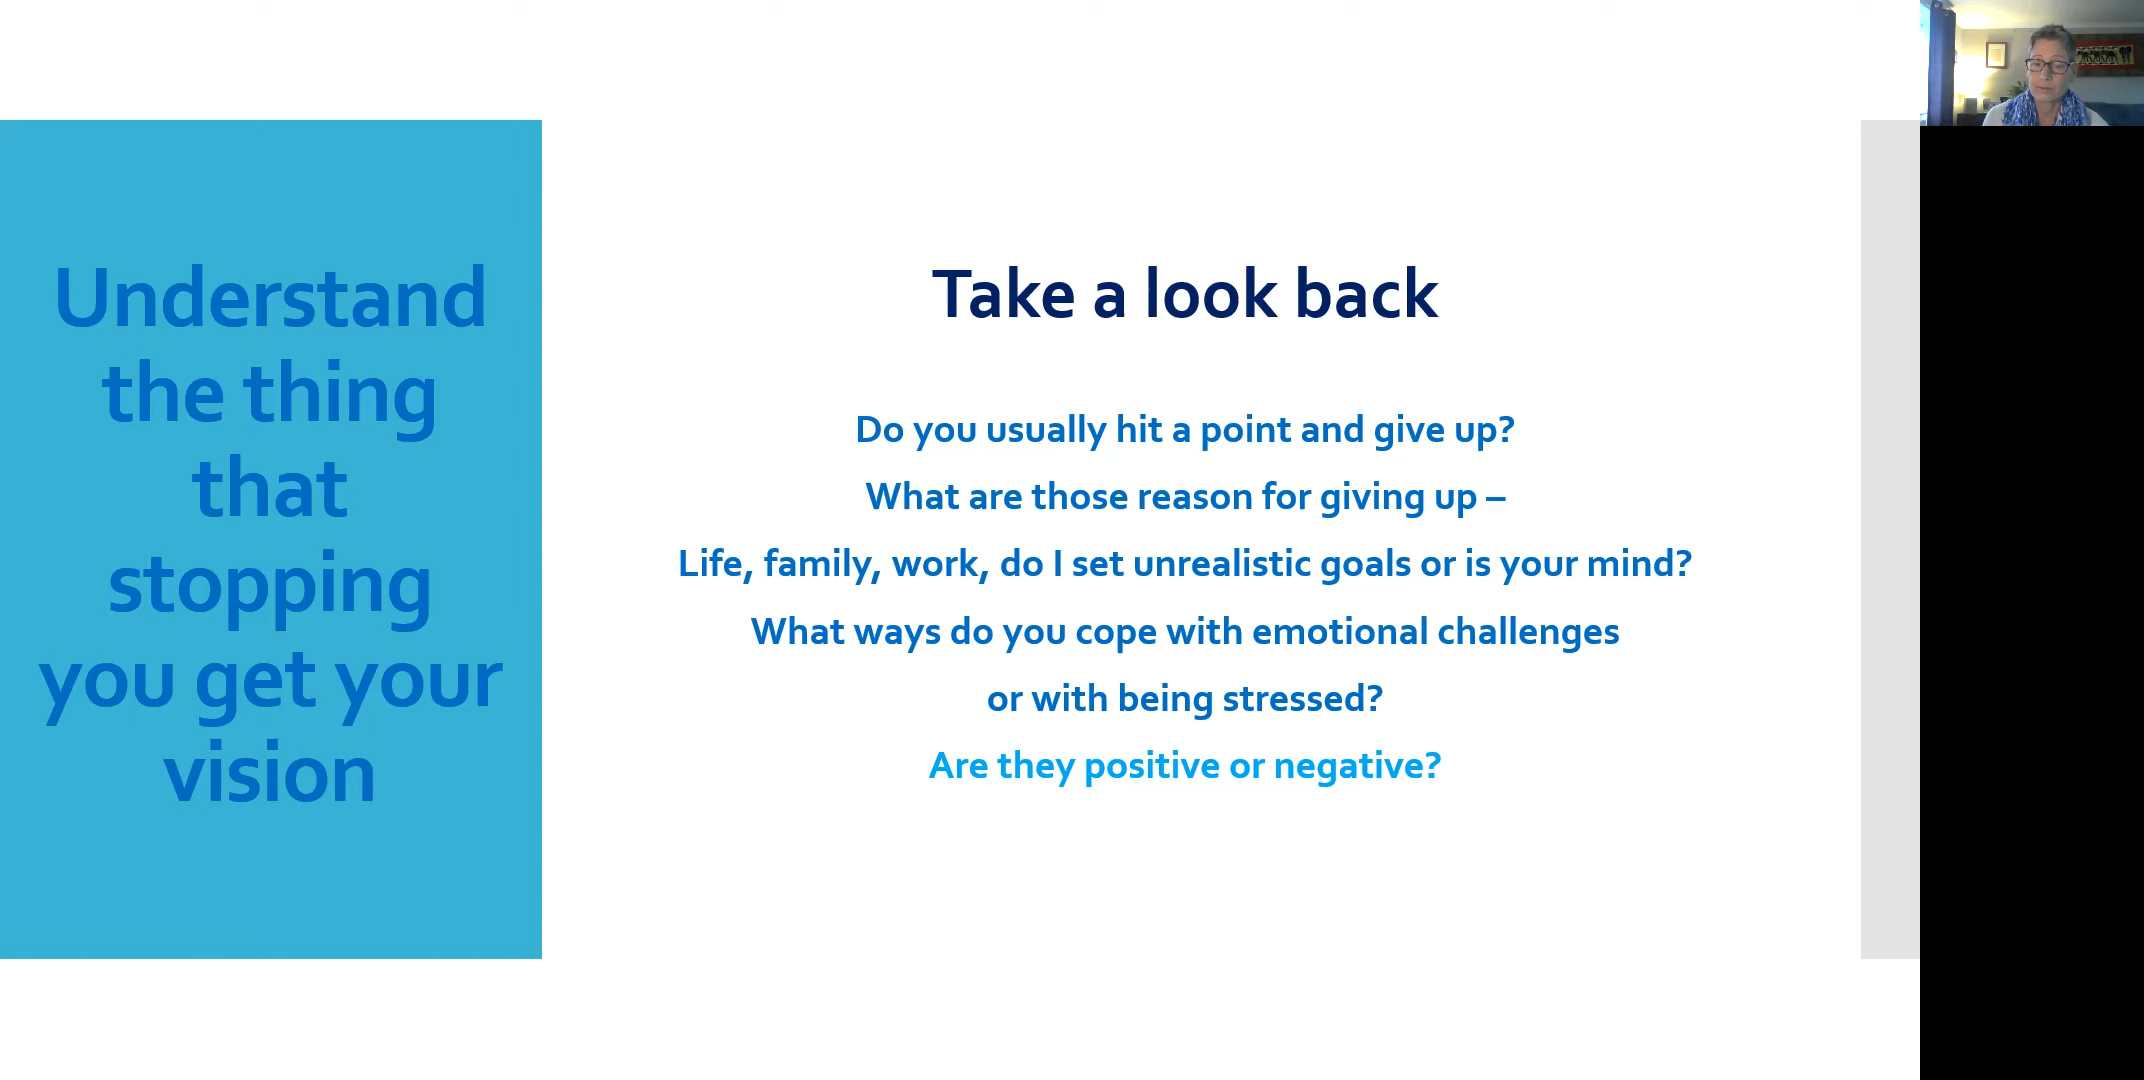 Understand
the thing
that
stopping
you get your
vision
Take a look back
Do you usually hit a point and give up?
What are those reason for giving up –
Life, family, work, do I set unrealistic goals or is your mind?
What ways do you cope with emotional challenges
or with being stressed?
Are they positive or negative?